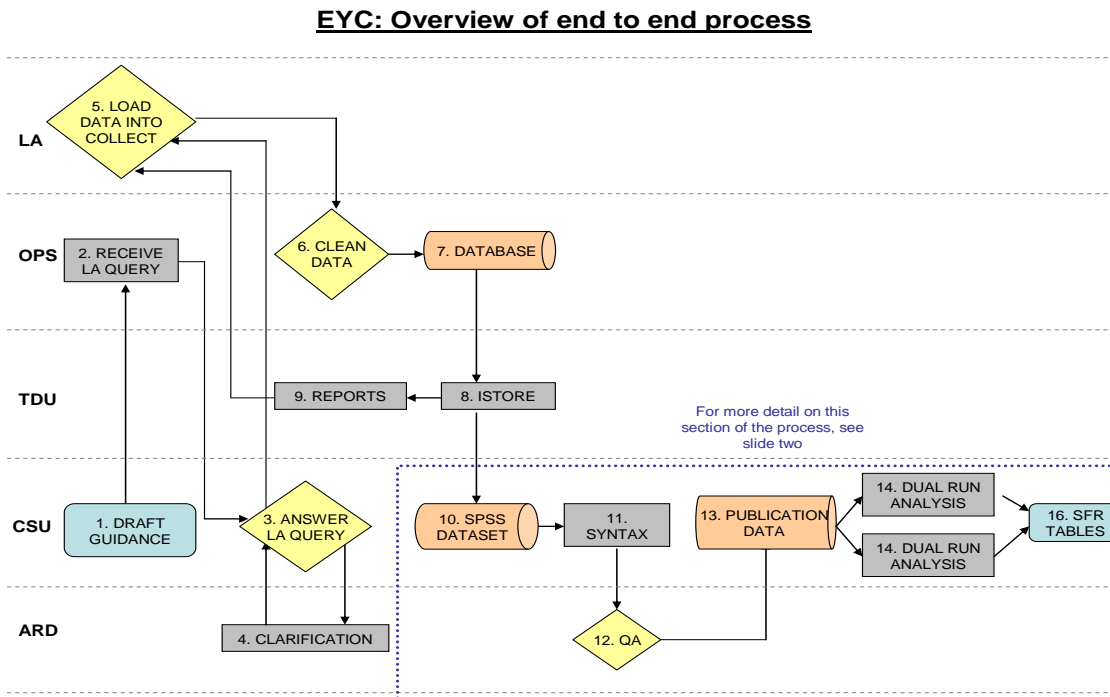 EYC: Overview of end to end process
LA
5. LOAD
DATA INTO
COLLECT
OPS
2. RECEIVE
LA QUERY
6. CLEAN
DATA
7. DATABASE
TDU
9. REPORTS
8. ISTORE
For more detail on this
section of the process, see
slide two
CSU
1. DRAFT
GUIDANCE
3. ANSWER
LA QUERY
10. SPSS
DATASET
11.
SYNTAX
13. PUBLICATION
DATA
14. DUAL RUN
ANALYSIS
14. DUAL RUN
ANALYSIS
16. SFR
TABLES
ARD
4. CLARIFICATION
12. QA